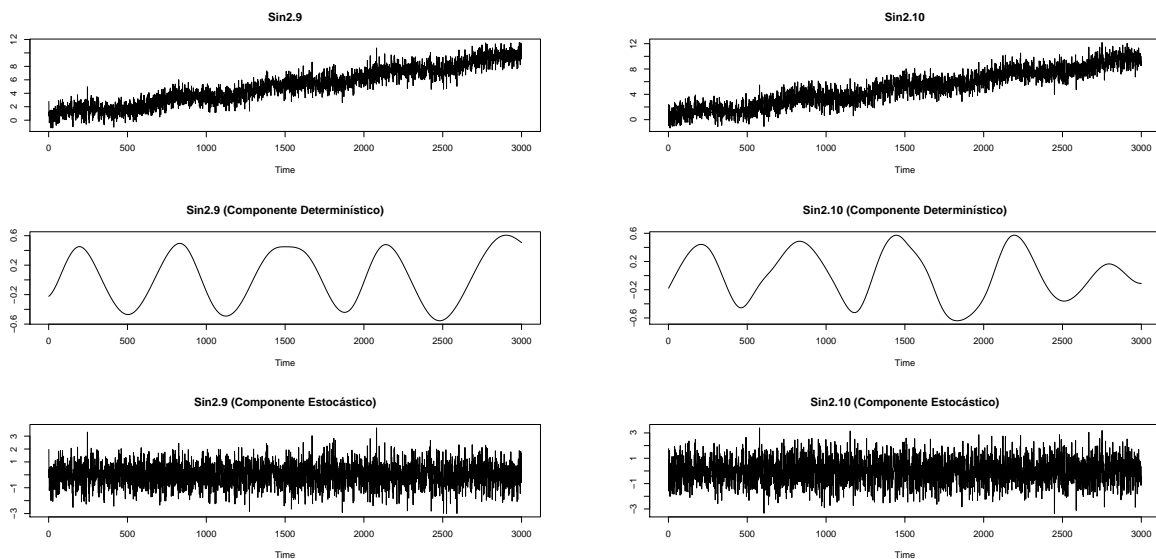 Sin2.9
12
8
6
4
2
0
0 500 1000 1500 2000 2500 3000
Time
Sin2.10
12
8
4
0
0 500 1000 1500 2000 2500 3000
Time
Sin2.9 (Componente Determinístico)
0.6
0.2
−0.2
−0.6
0 500 1000 1500 2000 2500 3000
Time
Sin2.10 (Componente Determinístico)
0.6
0.2
−0.2
−0.6
0 500 1000 1500 2000 2500 3000
Time
Sin2.9 (Componente Estocástico)
3
1
−1
−3
0 500 1000 1500 2000 2500 3000
Time
Sin2.10 (Componente Estocástico)
3
1
−1
−3
0 500 1000 1500 2000 2500 3000
Time